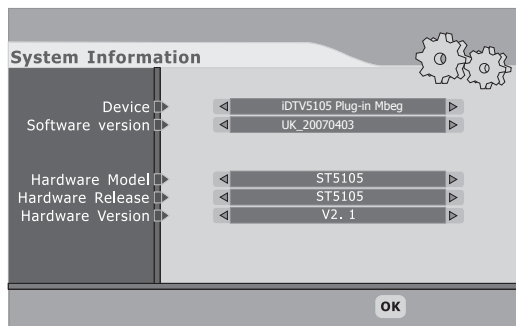 System Information
Device iDTV5105 Plug-in Mbeg
Software version UK_20070403
Hardware Model ST5105
Hardware Release ST5105
Hardware Version V2. 1
OK